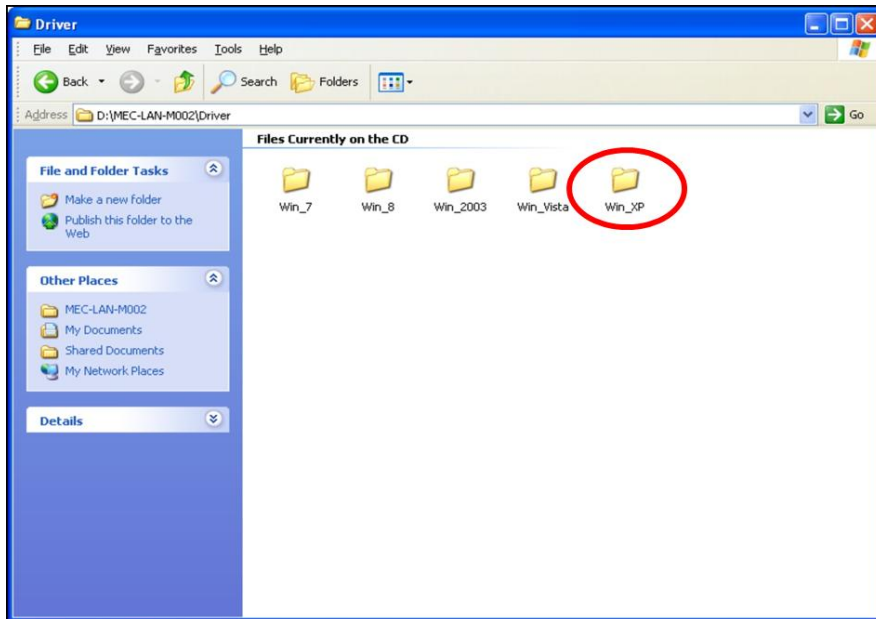 Driver
File Edit View Favorites Tools Help
Back Search Folders
Address D:\MEC-LAN-M002\Driver Go
Files Currently on the CD
File and Folder Tasks
Make a new folder
Publish this folder to the
Web
Other Places
MEC-LAN-M002
My Documents
Shared Documents
My Network Places
Details
Win_7 Win_8 Win_2003 Win_Vista Win_XP